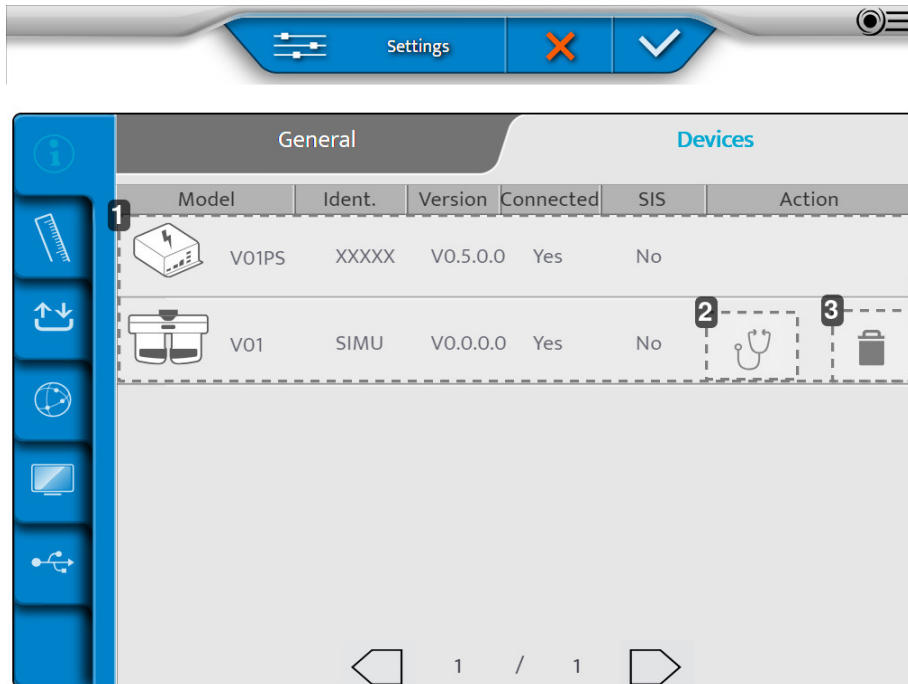 Settings
General Devices
Model Ident. Version Connected SIS Action
1
V01PS XXXXX V0.5.0.0 Yes No
2 3
V01 SIMU V0.0.0.0 Yes No
1 / 1